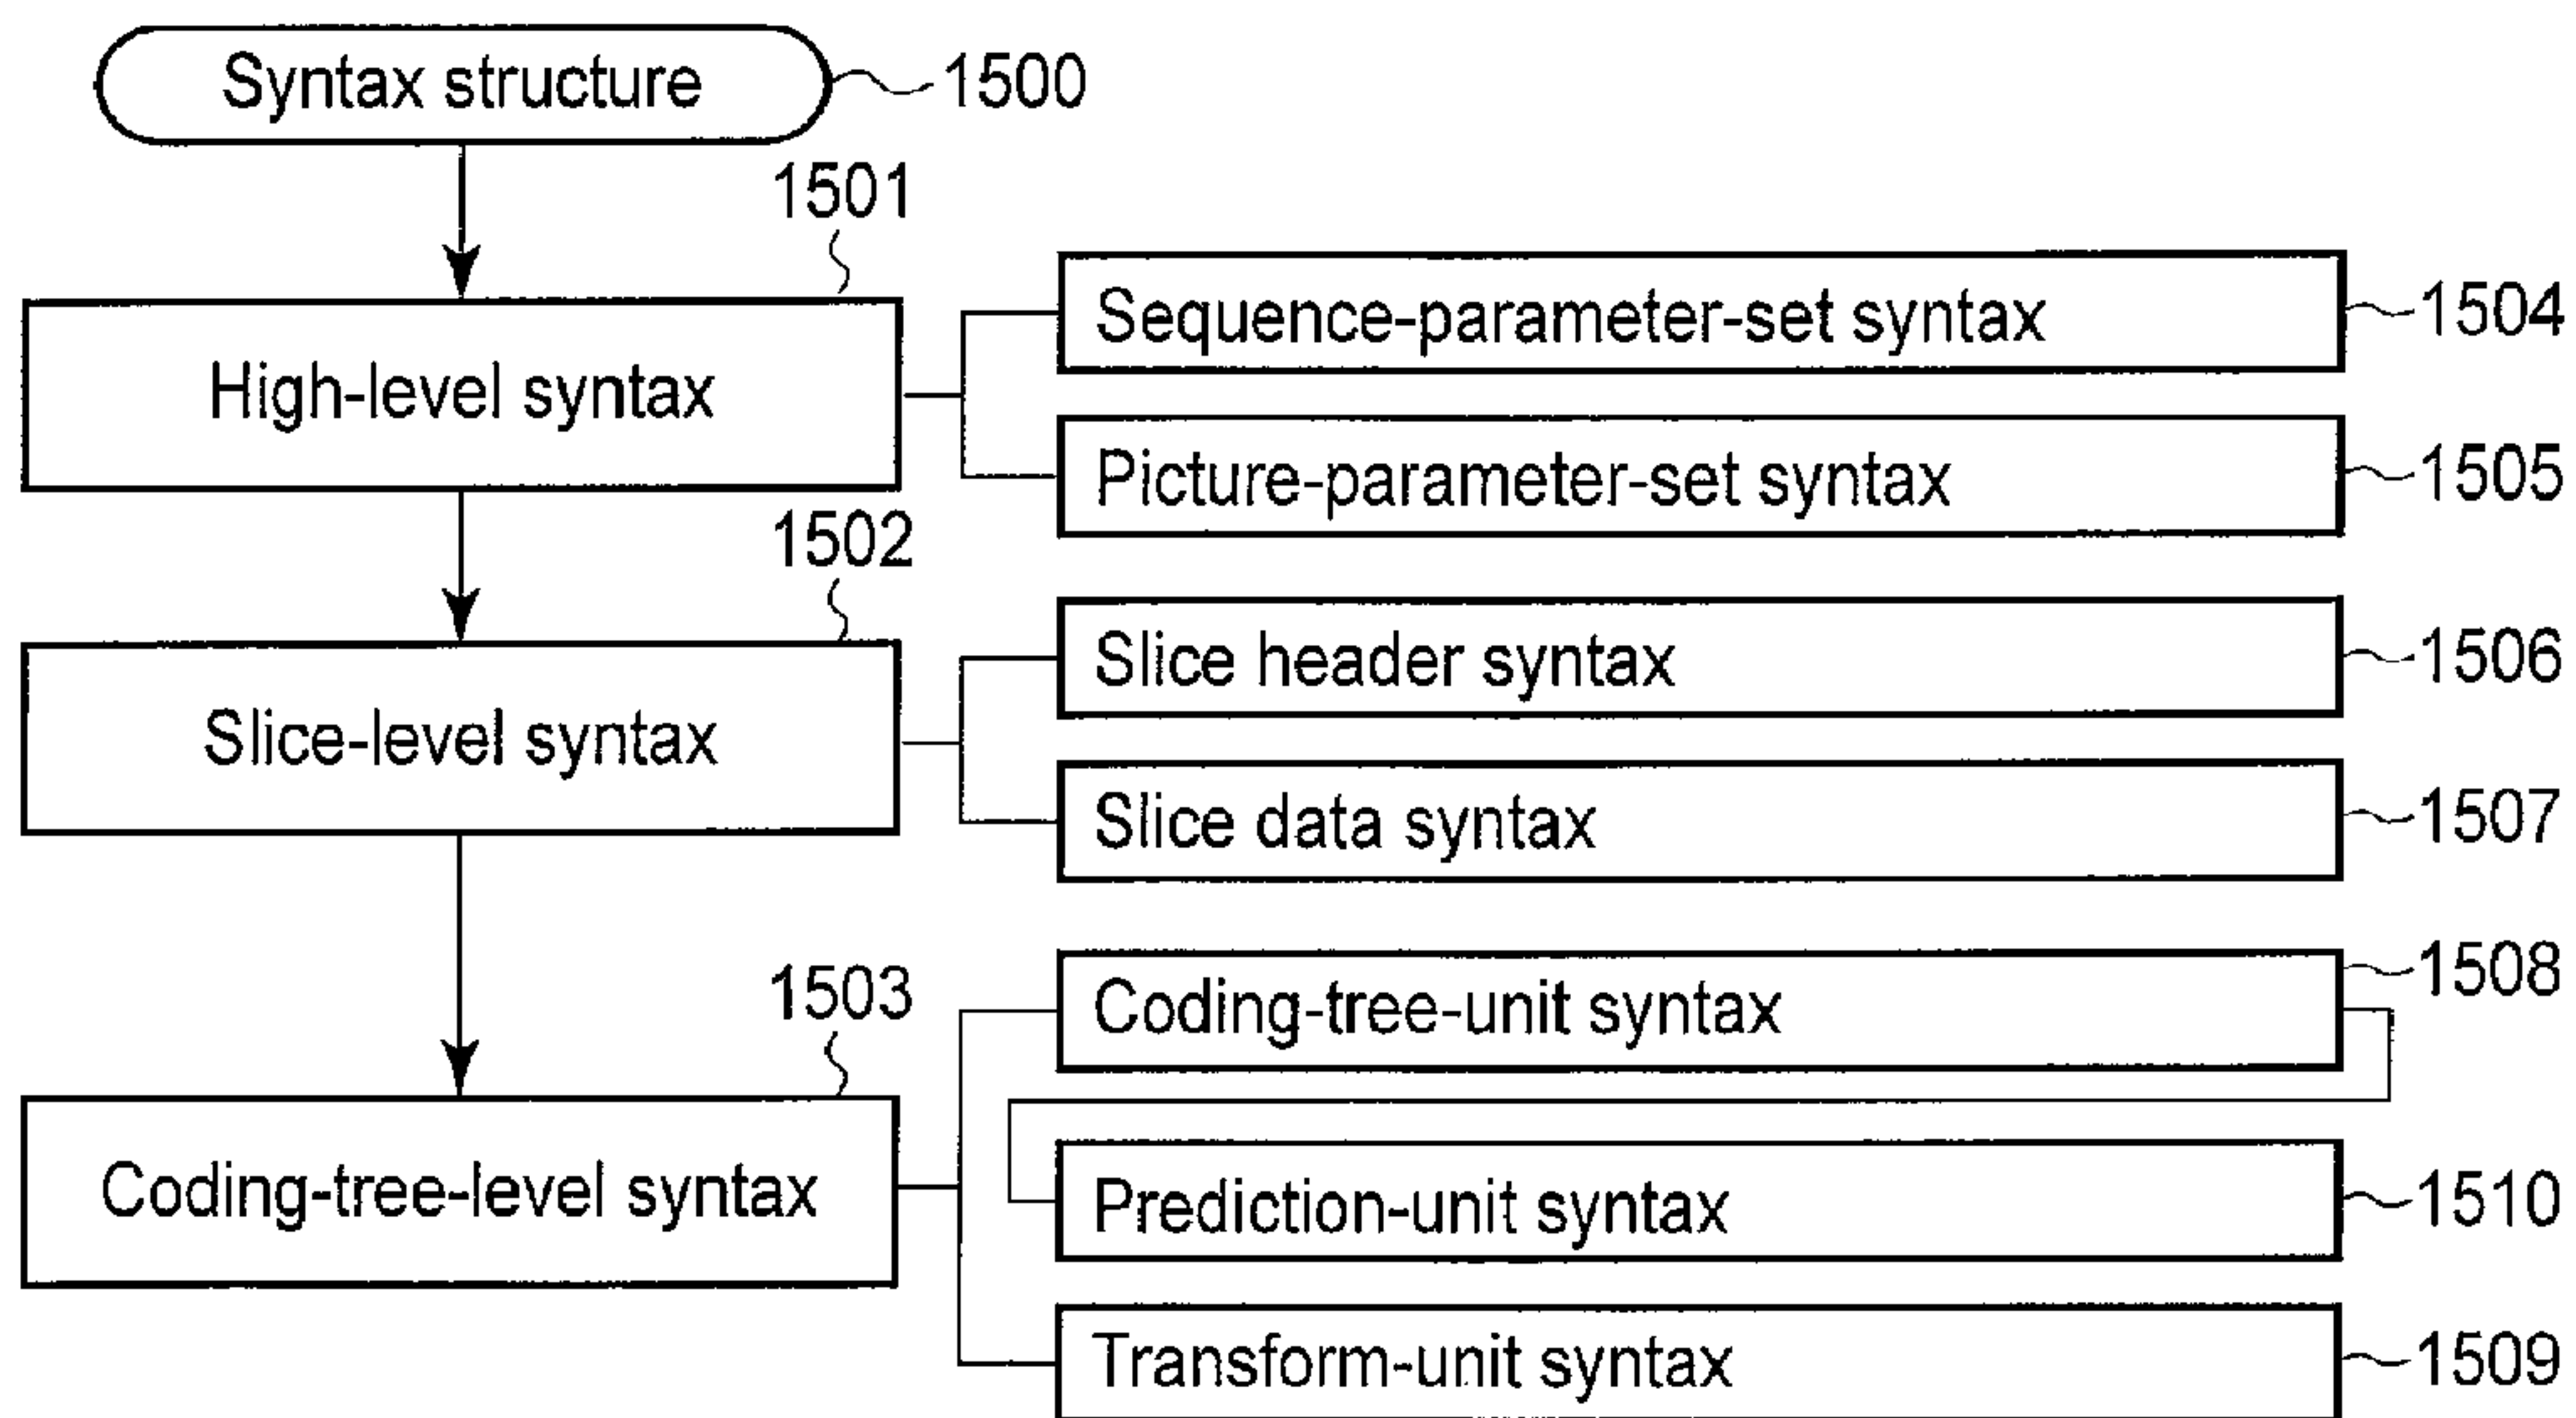 Syntax structure
1500
1501
High-level syntax
Sequence-parameter-set syntax
1504
Picture-parameter-set syntax
1505
1502
Slice-level syntax
Slice header syntax
1506
Slice data syntax
1507
1503
Coding-tree-level syntax
Coding-tree-unit syntax
1508
Prediction-unit syntax
1510
Transform-unit syntax
1509